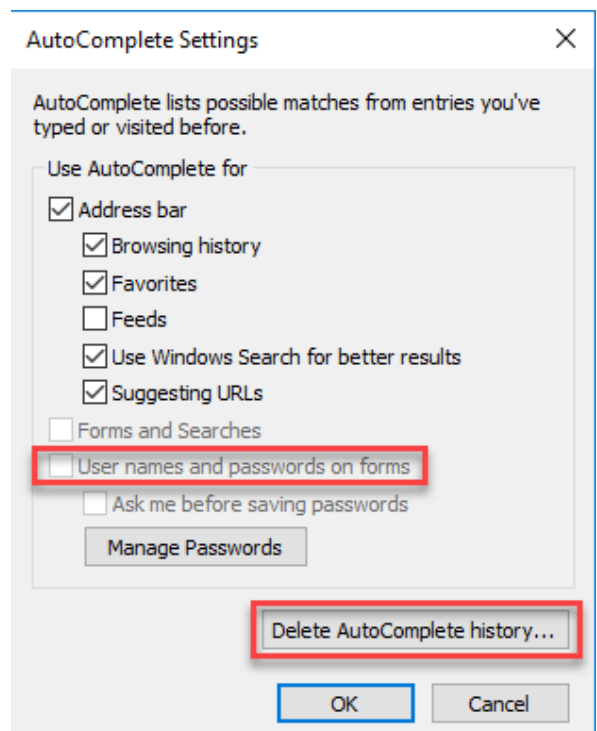 AutoComplete Settings
AutoComplete lists possible matches from entries you've
typed or visited before.
Use AutoComplete for
Address bar
Browsing history
Favorites
Feeds
Use Windows Search for better results
Suggesting URLs
Forms and Searches
User names and passwords on forms
Ask me before saving passwords
Manage Passwords
Delete AutoComplete history...
OK Cancel